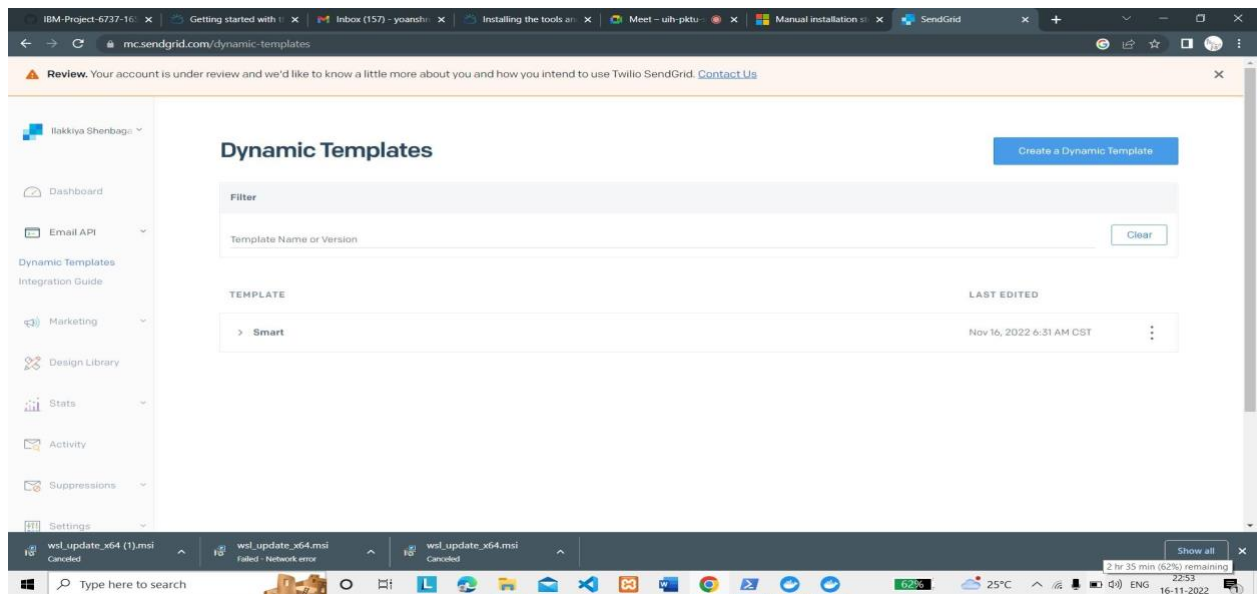 IBM-Project-6737-16
Getting started with t
Inbox (157) - yoanshr
Installing the tools an
Meet – uih-pktu-
Manual installation st
SendGrid
mc.sendgrid.com/dynamic-templates
Review. Your account is under review and we'd like to know a little more about you and how you intend to use Twilio SendGrid. Contact Us
Ilakkiya Shenbaga
Dynamic Templates
Create a Dynamic Template
Dashboard
Filter
Email API
Template Name or Version
Clear
Dynamic Templates
Integration Guide
TEMPLATE
LAST EDITED
Marketing
Smart
Nov 16, 2022 6:31 AM CST
Design Library
Stats
Activity
Suppressions
Settings
wsl_update_x64 (1).msi
Canceled
wsl_update_x64.msi
Failed - Network error
wsl_update_x64.msi
Canceled
Show all
2 hr 35 min (62%) remaining
Type here to search
62%
25°C
ENG
22:53
16-11-2022